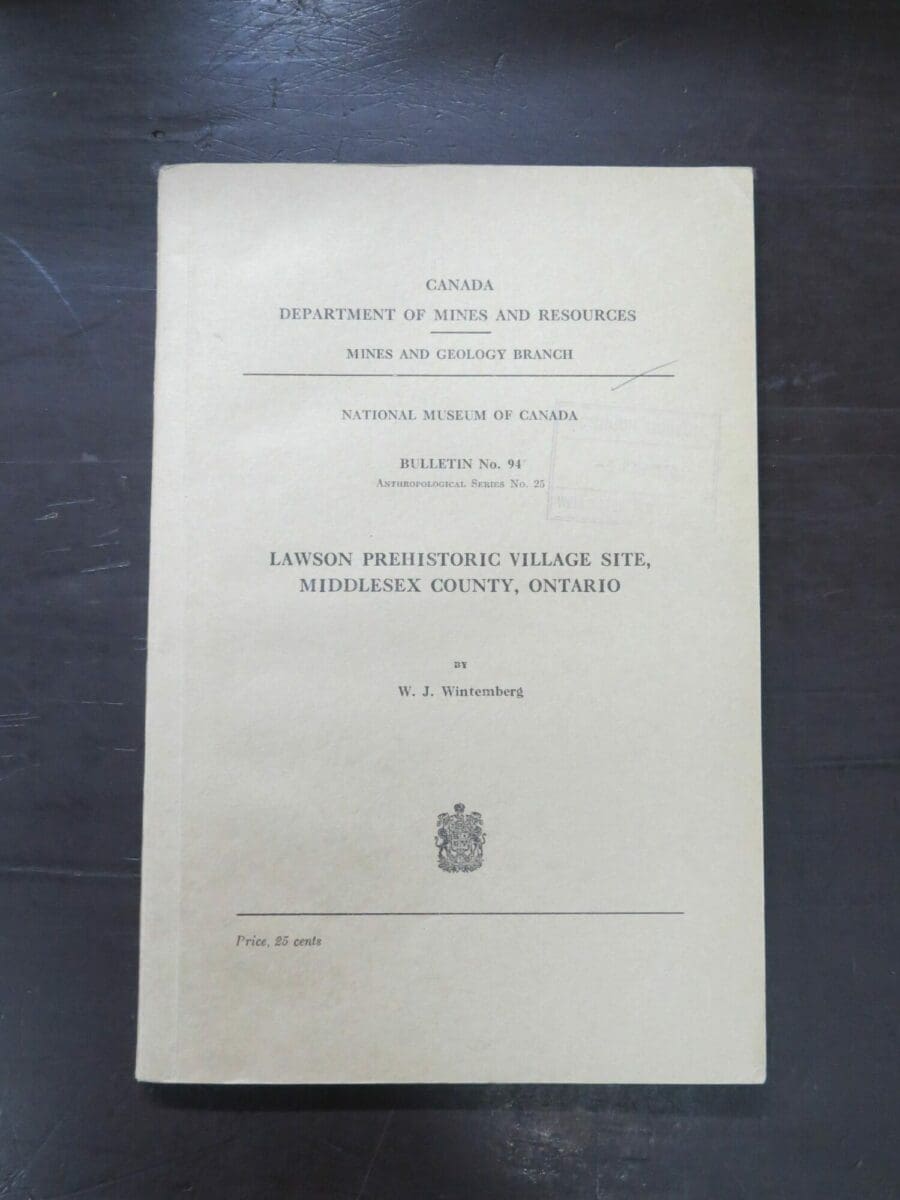 CANADA
DEPARTMENT OF MINES AND RESOURCES
MINES AND GEOLOGY BRANCH
NATIONAL MUSEUM OF CANADA
BULLETIN No. 94
Anthropological Series No. 25
LAWSON PREHISTORIC VILLAGE SITE,
MIDDLESEX COUNTY, ONTARIO
BY
W. J. Wintemberg
Price, 25 cents